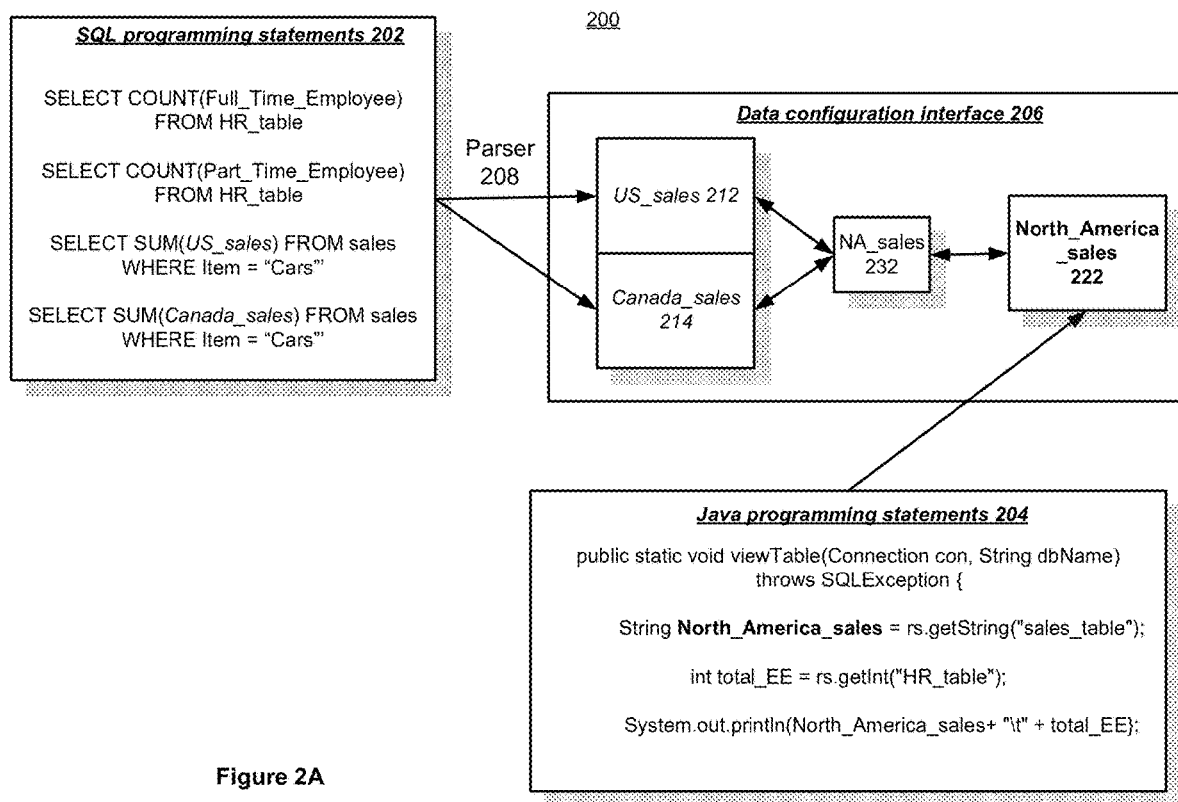 200
SQL programming statements 202
SELECT COUNT(Full_Time_Employee)
FROM HR_table
SELECT COUNT(Part_Time_Employee)
FROM HR_table
SELECT SUM(US_sales) FROM sales
WHERE Item = “Cars”’
SELECT SUM(Canada_sales) FROM sales
WHERE Item = “Cars”’
Parser
208
Data configuration interface 206
US_sales 212
Canada_sales
214
NA_sales
232
North_America
_sales
222
Java programming statements 204
public static void viewTable(Connection con, String dbName)
throws SQLException {
String North_America_sales = rs.getString("sales_table");
int total_EE = rs.getInt("HR_table");
System.out.println(North_America_sales+ "\t" + total_EE};
Figure 2A